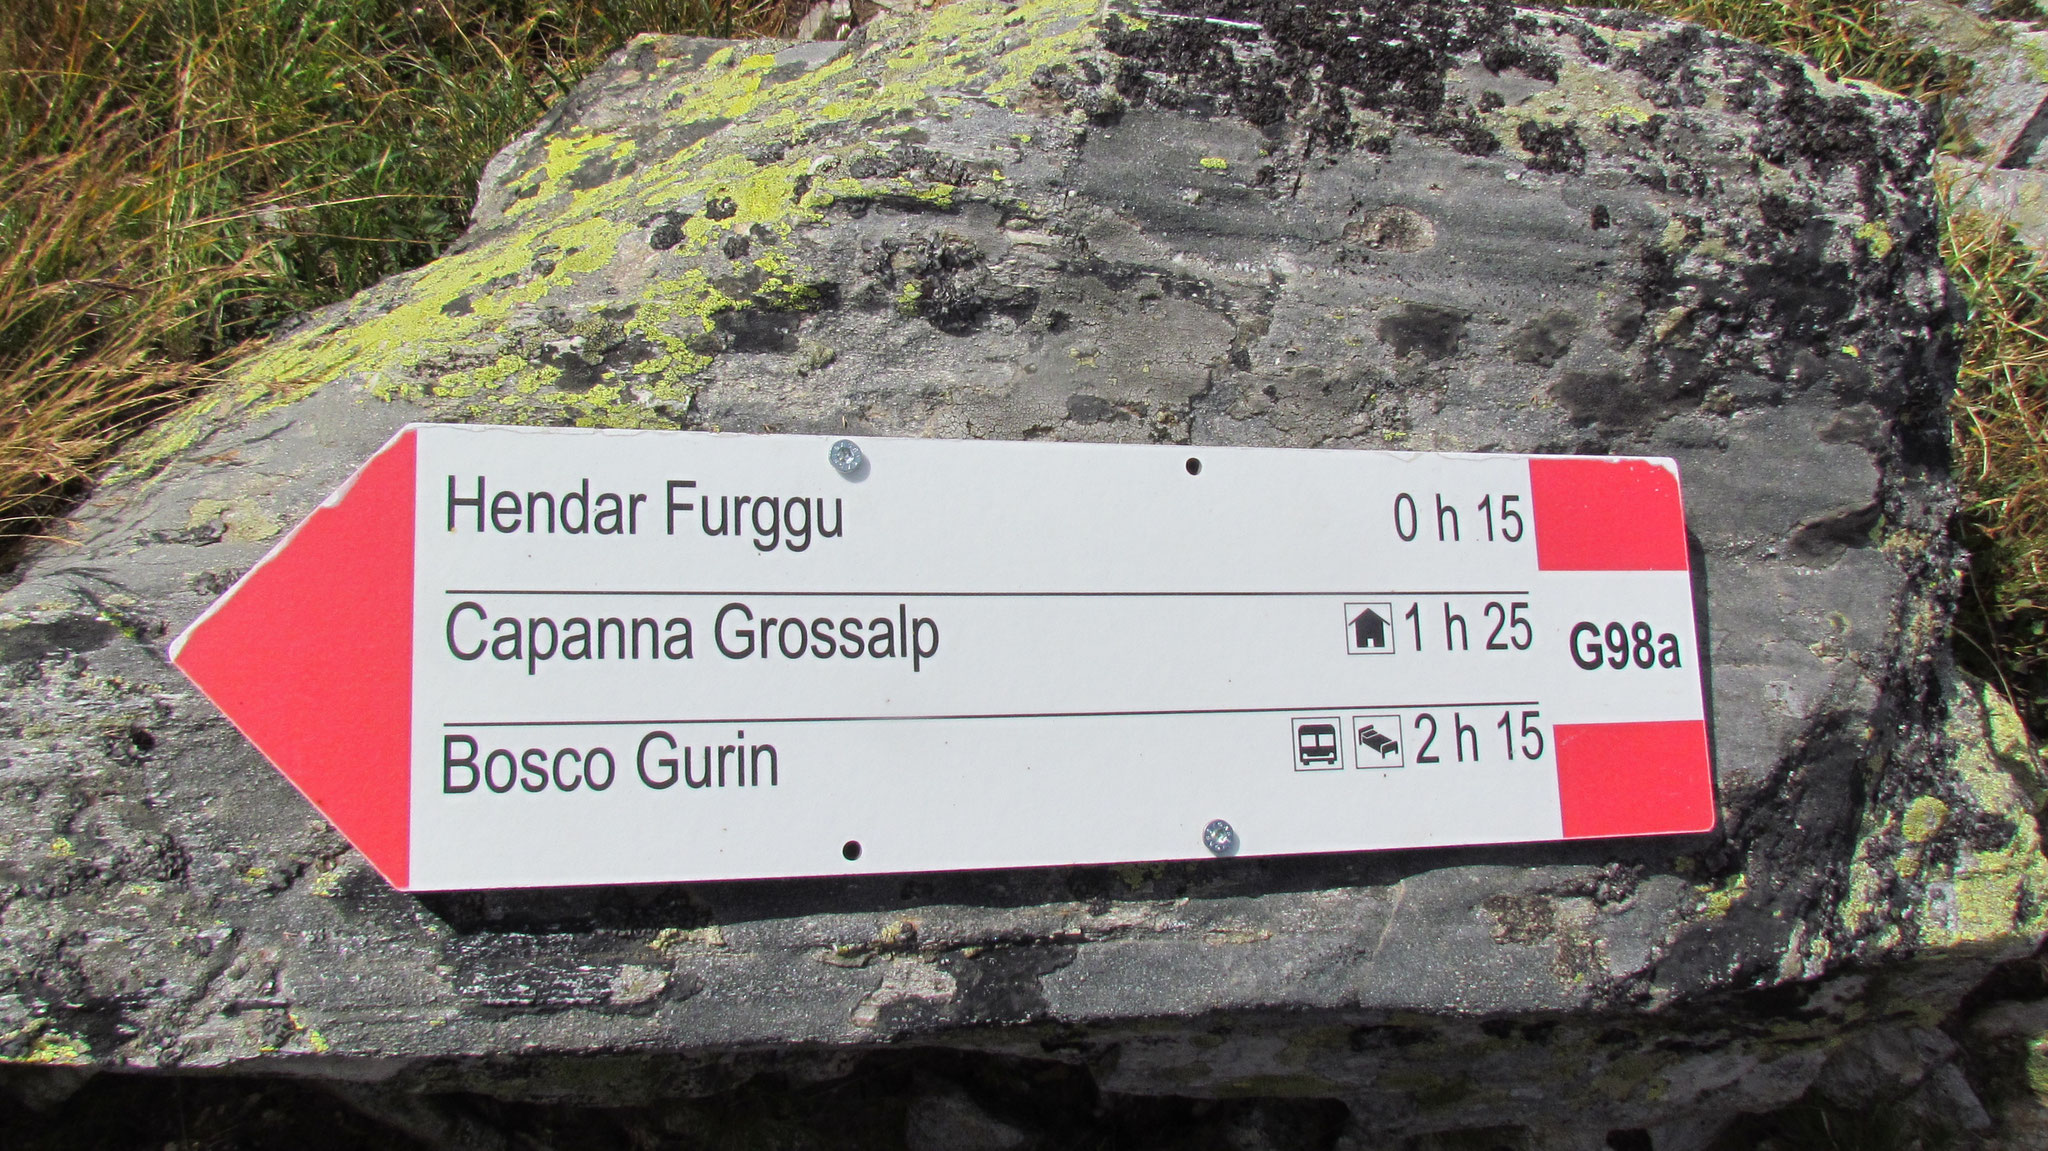 Hendar Furggu 0 h 15
Capanna Grossalp 1 h 25
G98a
Bosco Gurin 2 h 15